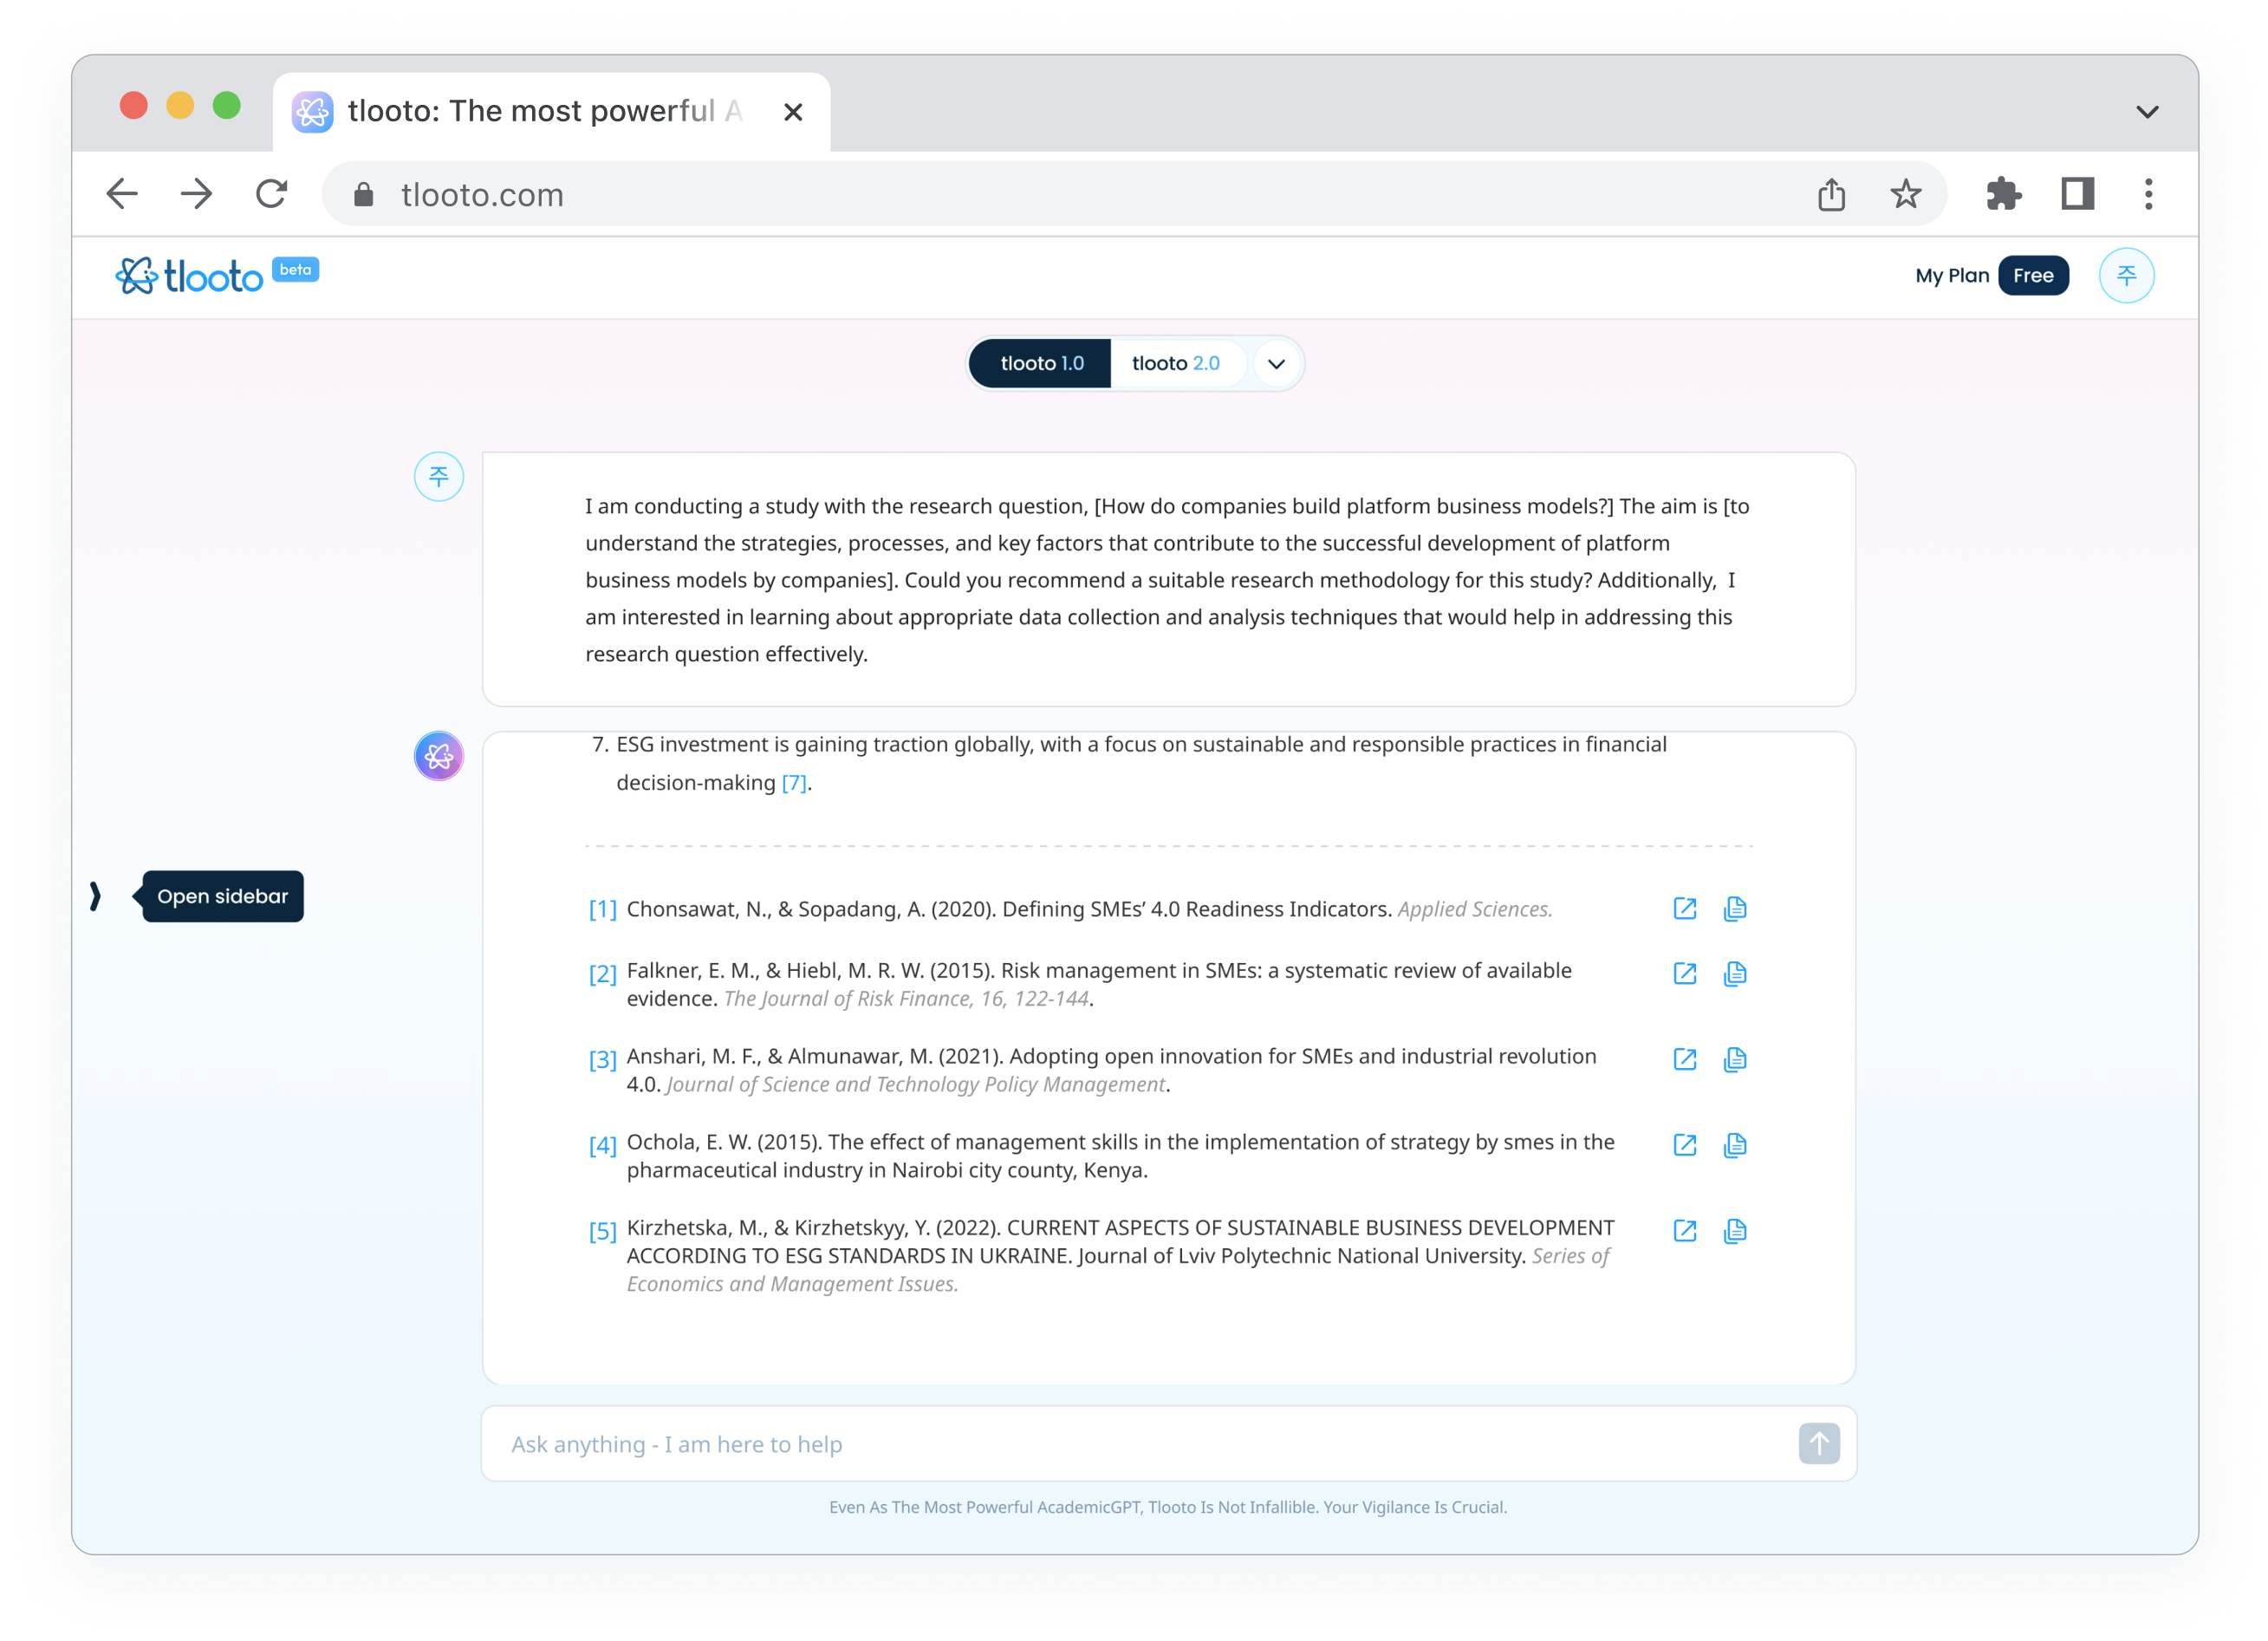 tlooto: The most powerful A
tlooto.com
tlooto beta
My Plan Free 주
tlooto 1.0 tlooto 2.0
주
I am conducting a study with the research question, [How do companies build platform business models?] The aim is [to
understand the strategies, processes, and key factors that contribute to the successful development of platform
business models by companies]. Could you recommend a suitable research methodology for this study? Additionally,  I
am interested in learning about appropriate data collection and analysis techniques that would help in addressing this
research question effectively.
7. ESG investment is gaining traction globally, with a focus on sustainable and responsible practices in financial
decision-making [7].
Open sidebar
[1] Chonsawat, N., & Sopadang, A. (2020). Defining SMEs’ 4.0 Readiness Indicators. Applied Sciences.
[2] Falkner, E. M., & Hiebl, M. R. W. (2015). Risk management in SMEs: a systematic review of available
evidence. The Journal of Risk Finance, 16, 122-144.
[3] Anshari, M. F., & Almunawar, M. (2021). Adopting open innovation for SMEs and industrial revolution
4.0. Journal of Science and Technology Policy Management.
[4] Ochola, E. W. (2015). The effect of management skills in the implementation of strategy by smes in the
pharmaceutical industry in Nairobi city county, Kenya.
[5] Kirzhetska, M., & Kirzhetskyy, Y. (2022). CURRENT ASPECTS OF SUSTAINABLE BUSINESS DEVELOPMENT
ACCORDING TO ESG STANDARDS IN UKRAINE. Journal of Lviv Polytechnic National University. Series of
Economics and Management Issues.
Ask anything - I am here to help
Even As The Most Powerful AcademicGPT, Tlooto Is Not Infallible. Your Vigilance Is Crucial.